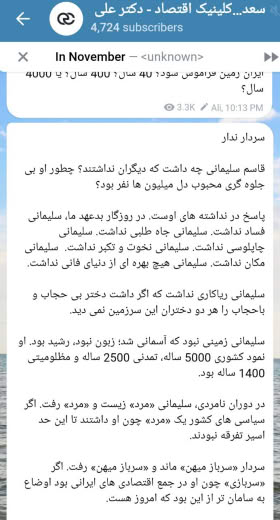 سعد...کلینیک اقتصاد - دکتر علی
4,724 subscribers
In November — <unknown>
ایران زمین فراموش شود؟ 40 سال؟ 400 سال؟ یا 4000
سال؟
3.3K Ali, 10:13 PM
سردار ندار
قاسم سلیمانی چه داشت که دیگران نداشتند؟ چطور او بی
جلوه گری محبوب دل میلیون ها نفر بود؟
پاسخ در نداشته های اوست. در روزگار بدعهد ما، سلیمانی
فساد نداشت. سلیمانی جاه طلبی نداشت. سلیمانی
چاپلوسی نداشت. سلیمانی نخوت و تکبر نداشت. سلیمانی
مکان نداشت. سلیمانی هیچ بهره ای از دنیای فانی نداشت.
سلیمانی ریاکاری نداشت که اگر داشت دختر بی حجاب و
باحجاب را هر دو دختران این سرزمین نمی دید.
سلیمانی زمینی نبود که آسمانی شد؛ زبون نبود، رشید بود. او
نمود کشوری 5000 ساله، تمدنی 2500 ساله و مظلومیتی
1400 ساله بود.
در دوران نامردی، سلیمانی «مرد» زیست و «مرد» رفت. اگر
سیاسی های کشور یک «مرد» چون او داشتند تا این حد
اسیر تفرقه نبودند.
سردار «سرباز میهن» ماند و «سرباز میهن» رفت. اگر
«سربازی» چون او در جمع اقتصادی های ایرانی بود اوضاع
به سامان تر از این بود که امروز هست.